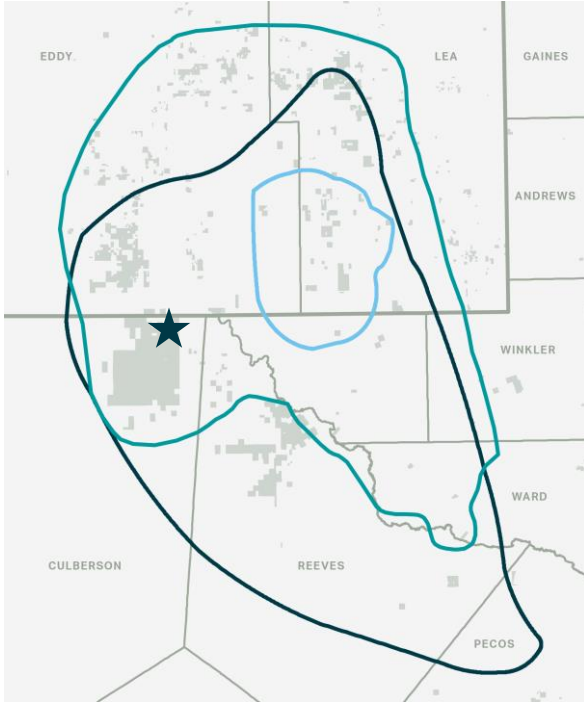 EDDY
LEA
GAINES
ANDREWS
WINKLER
WARD
CULBERSON
REEVES
PECOS